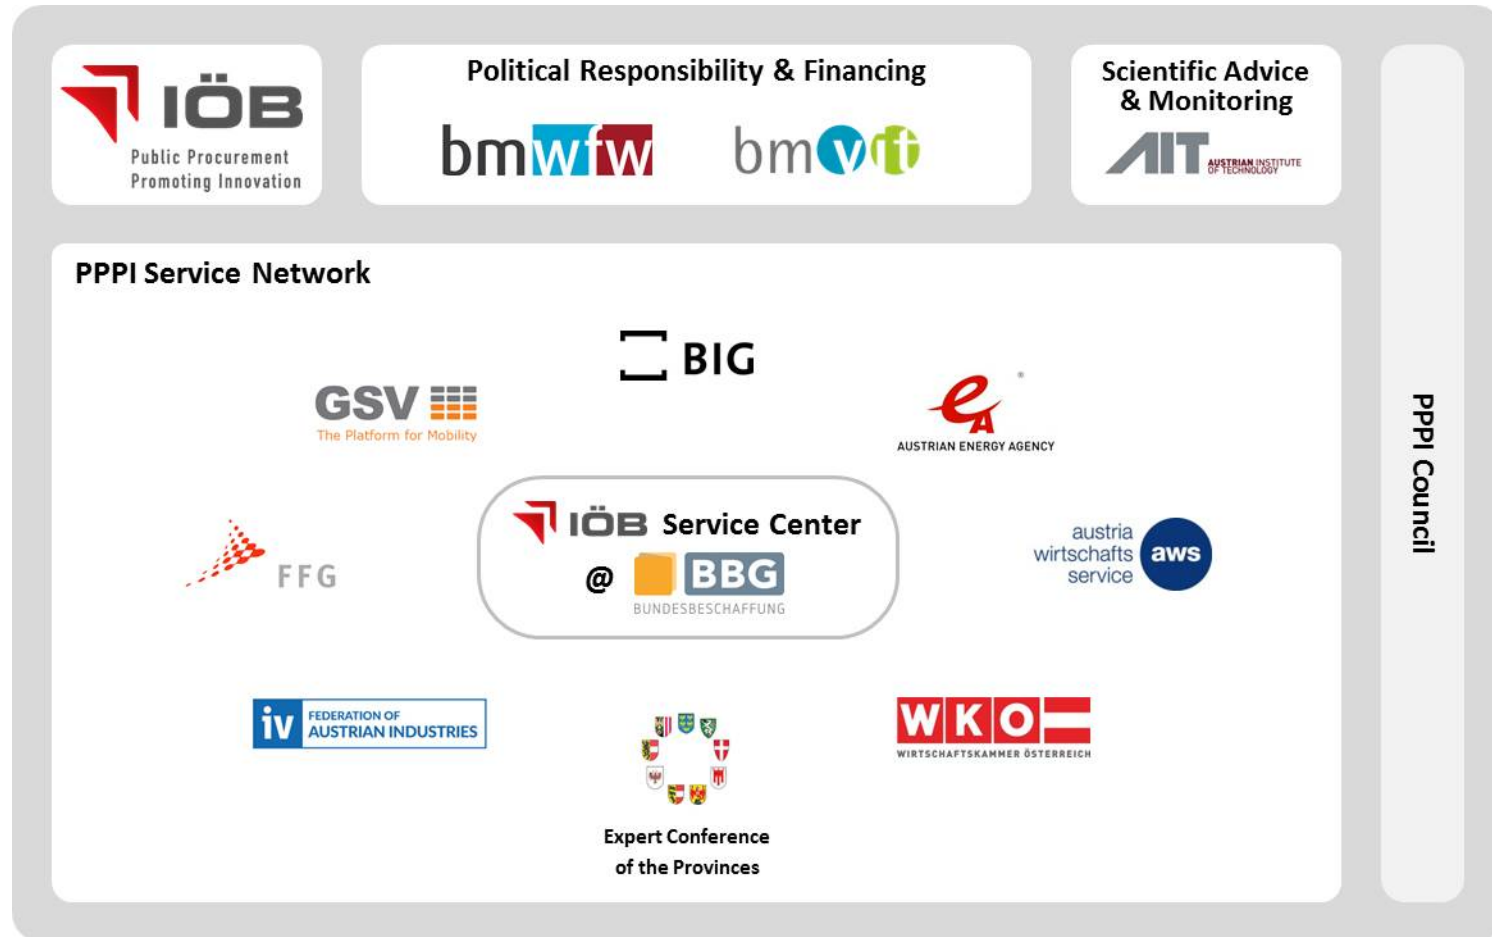 IÖB
Public Procurement
Promoting Innovation
Political Responsibility & Financing
bmwfw
bmvit
Scientific Advice
& Monitoring
AIT
AUSTRIAN INSTITUTE
OF TECHNOLOGY
PPPI Council
PPPI Service Network
BIG
GSV
The Platform for Mobility
eA
®
AUSTRIAN ENERGY AGENCY
IÖB Service Center
@ BBG
BUNDESBESCHAFFUNG
FFG
austria
wirtschafts
service
aws
iv
FEDERATION OF
AUSTRIAN INDUSTRIES
WKO
WIRTSCHAFTSKAMMER ÖSTERREICH
Expert Conference
of the Provinces